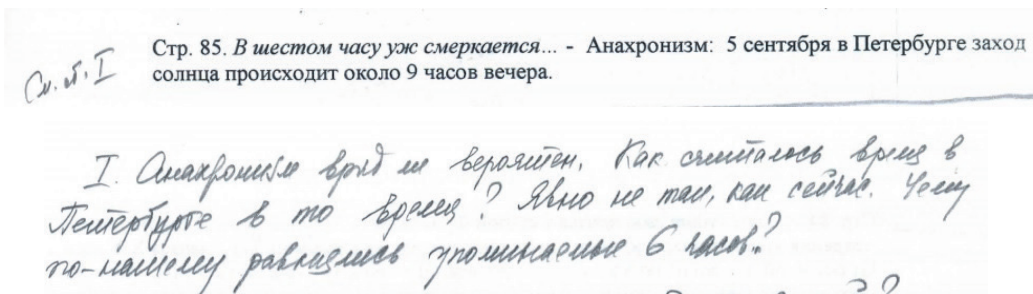 Стр. 85. В шестом часу уж смеркается... - Анахронизм: 5 сентября в Петербурге заход
См. п. I
солнца происходит около 9 часов вечера.
I. Анахронизм вряд ли вероятен. Как считалось время в
Петербурге в то время? Явно не так, как сейчас. Чему
по-нашему равнялись упоминаемые 6 часов?